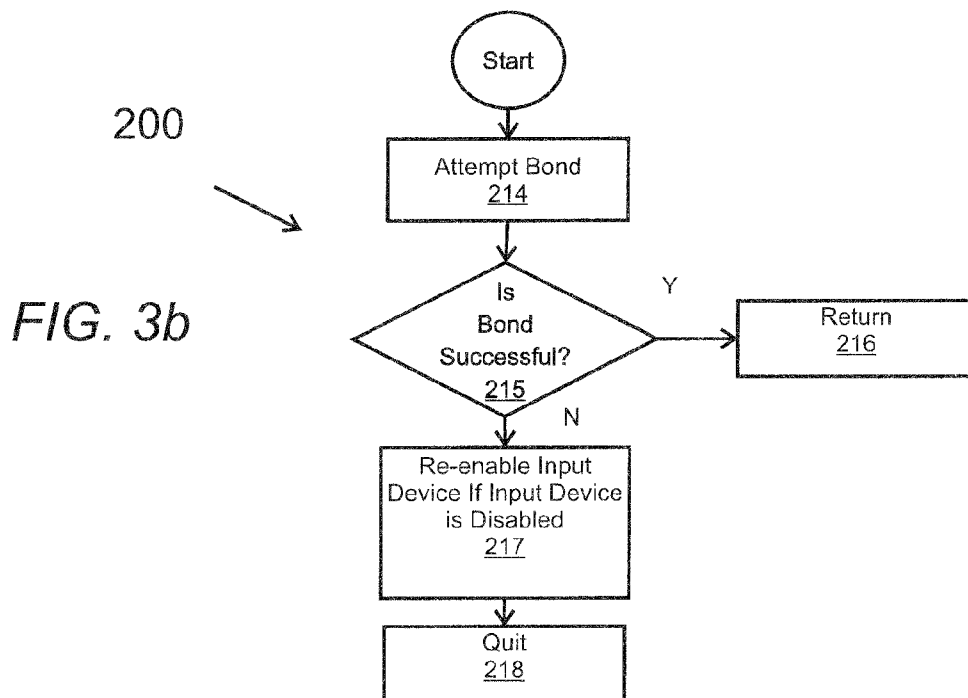 Start
200
Attempt Bond
214
Is
Bond
Successful?
215
Y
Return
216
FIG. 3b
N
Re-enable Input
Device If Input Device
is Disabled
217
Quit
218